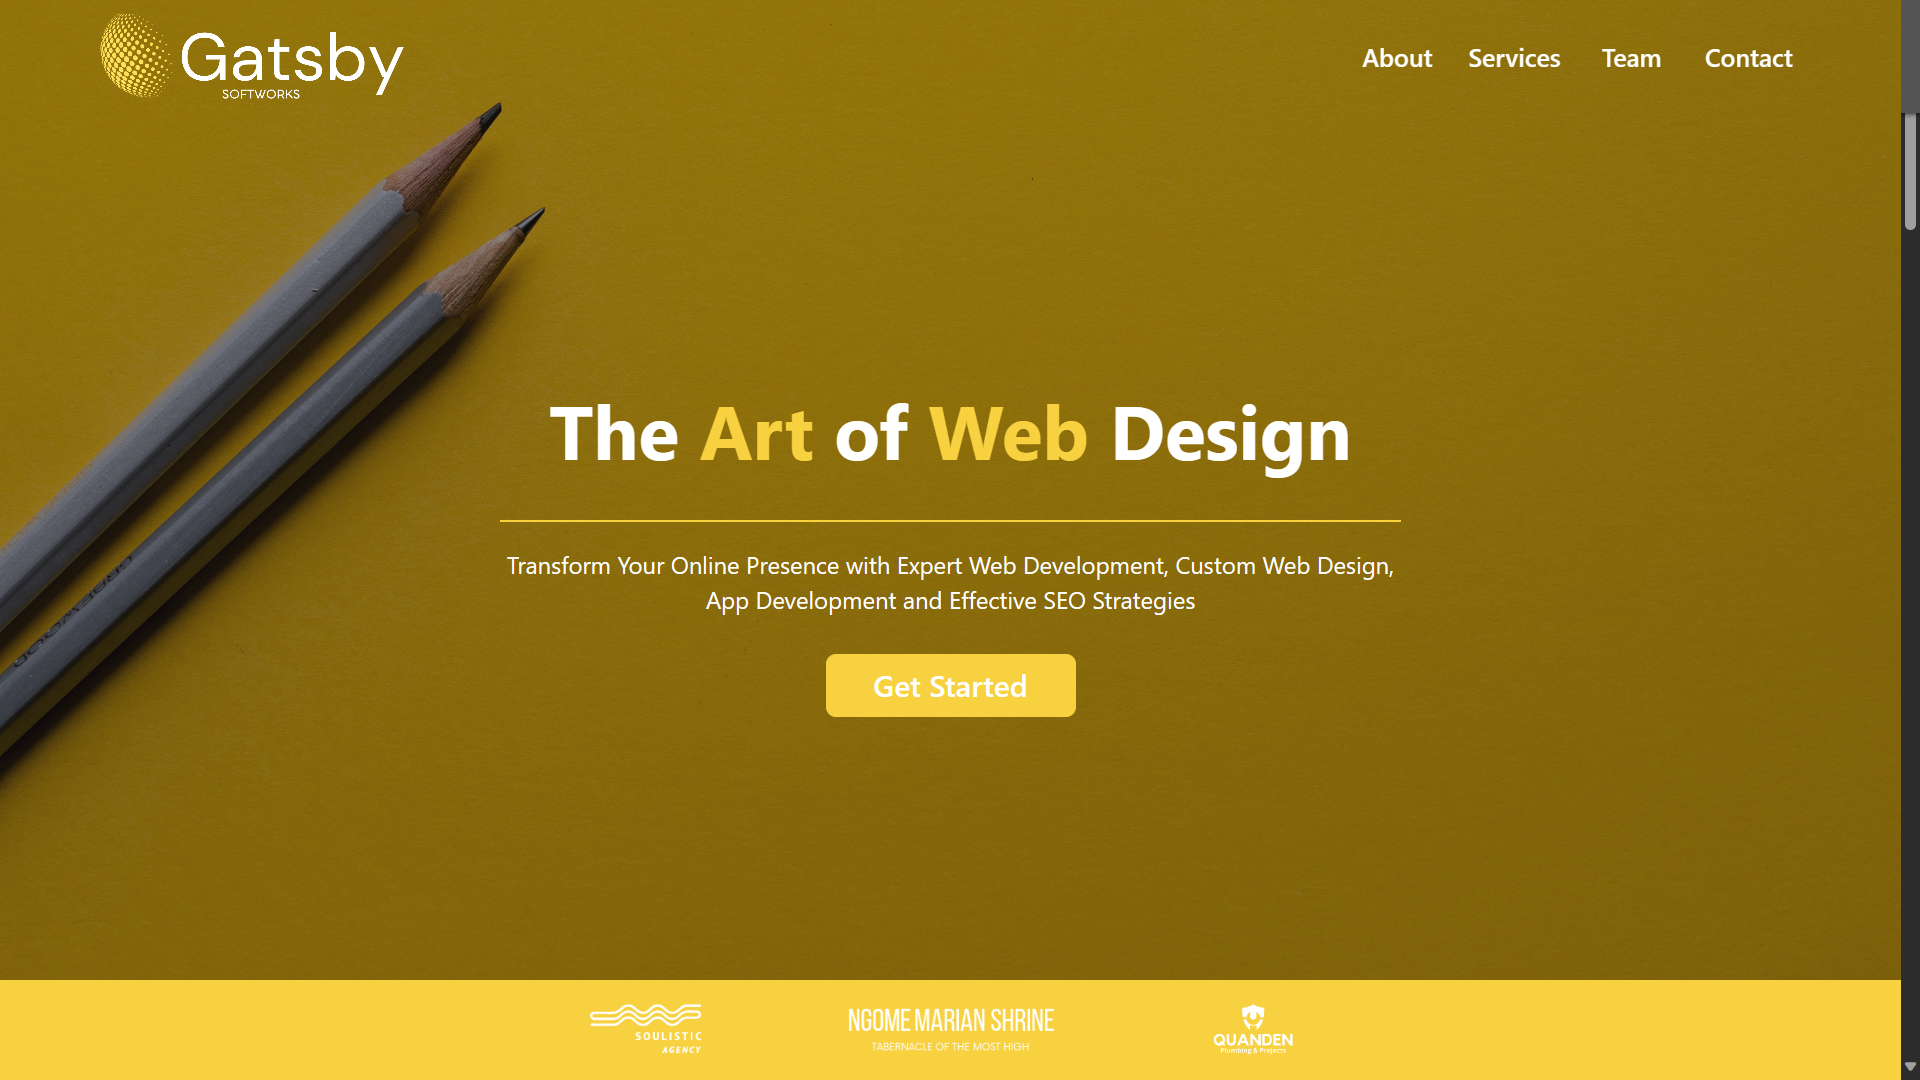 Gatsby
SOFTWORKS
About Services Team Contact
The Art of Web Design
Transform Your Online Presence with Expert Web Development, Custom Web Design,
App Development and Effective SEO Strategies
Get Started
SOULISTIC
AGENCY
NGOME MARIAN SHRINE
TABERNACLE OF THE MOST HIGH
QUANDEN
Plumbing & Projects